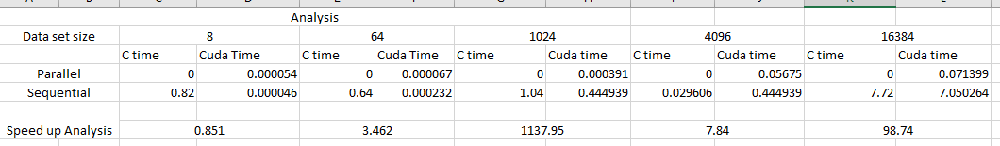 Analysis
Data set size 8 64 1024 4096 16384
C time Cuda Time C time Cuda Time C time Cuda time C time Cuda time C time Cuda time
Parallel 0 0.000054 0 0.000067 0 0.000391 0 0.05675 0 0.071399
Sequential 0.82 0.000046 0.64 0.000232 1.04 0.444939 0.029606 0.444939 7.72 7.050264
Speed up Analysis 0.851 3.462 1137.95 7.84 98.74